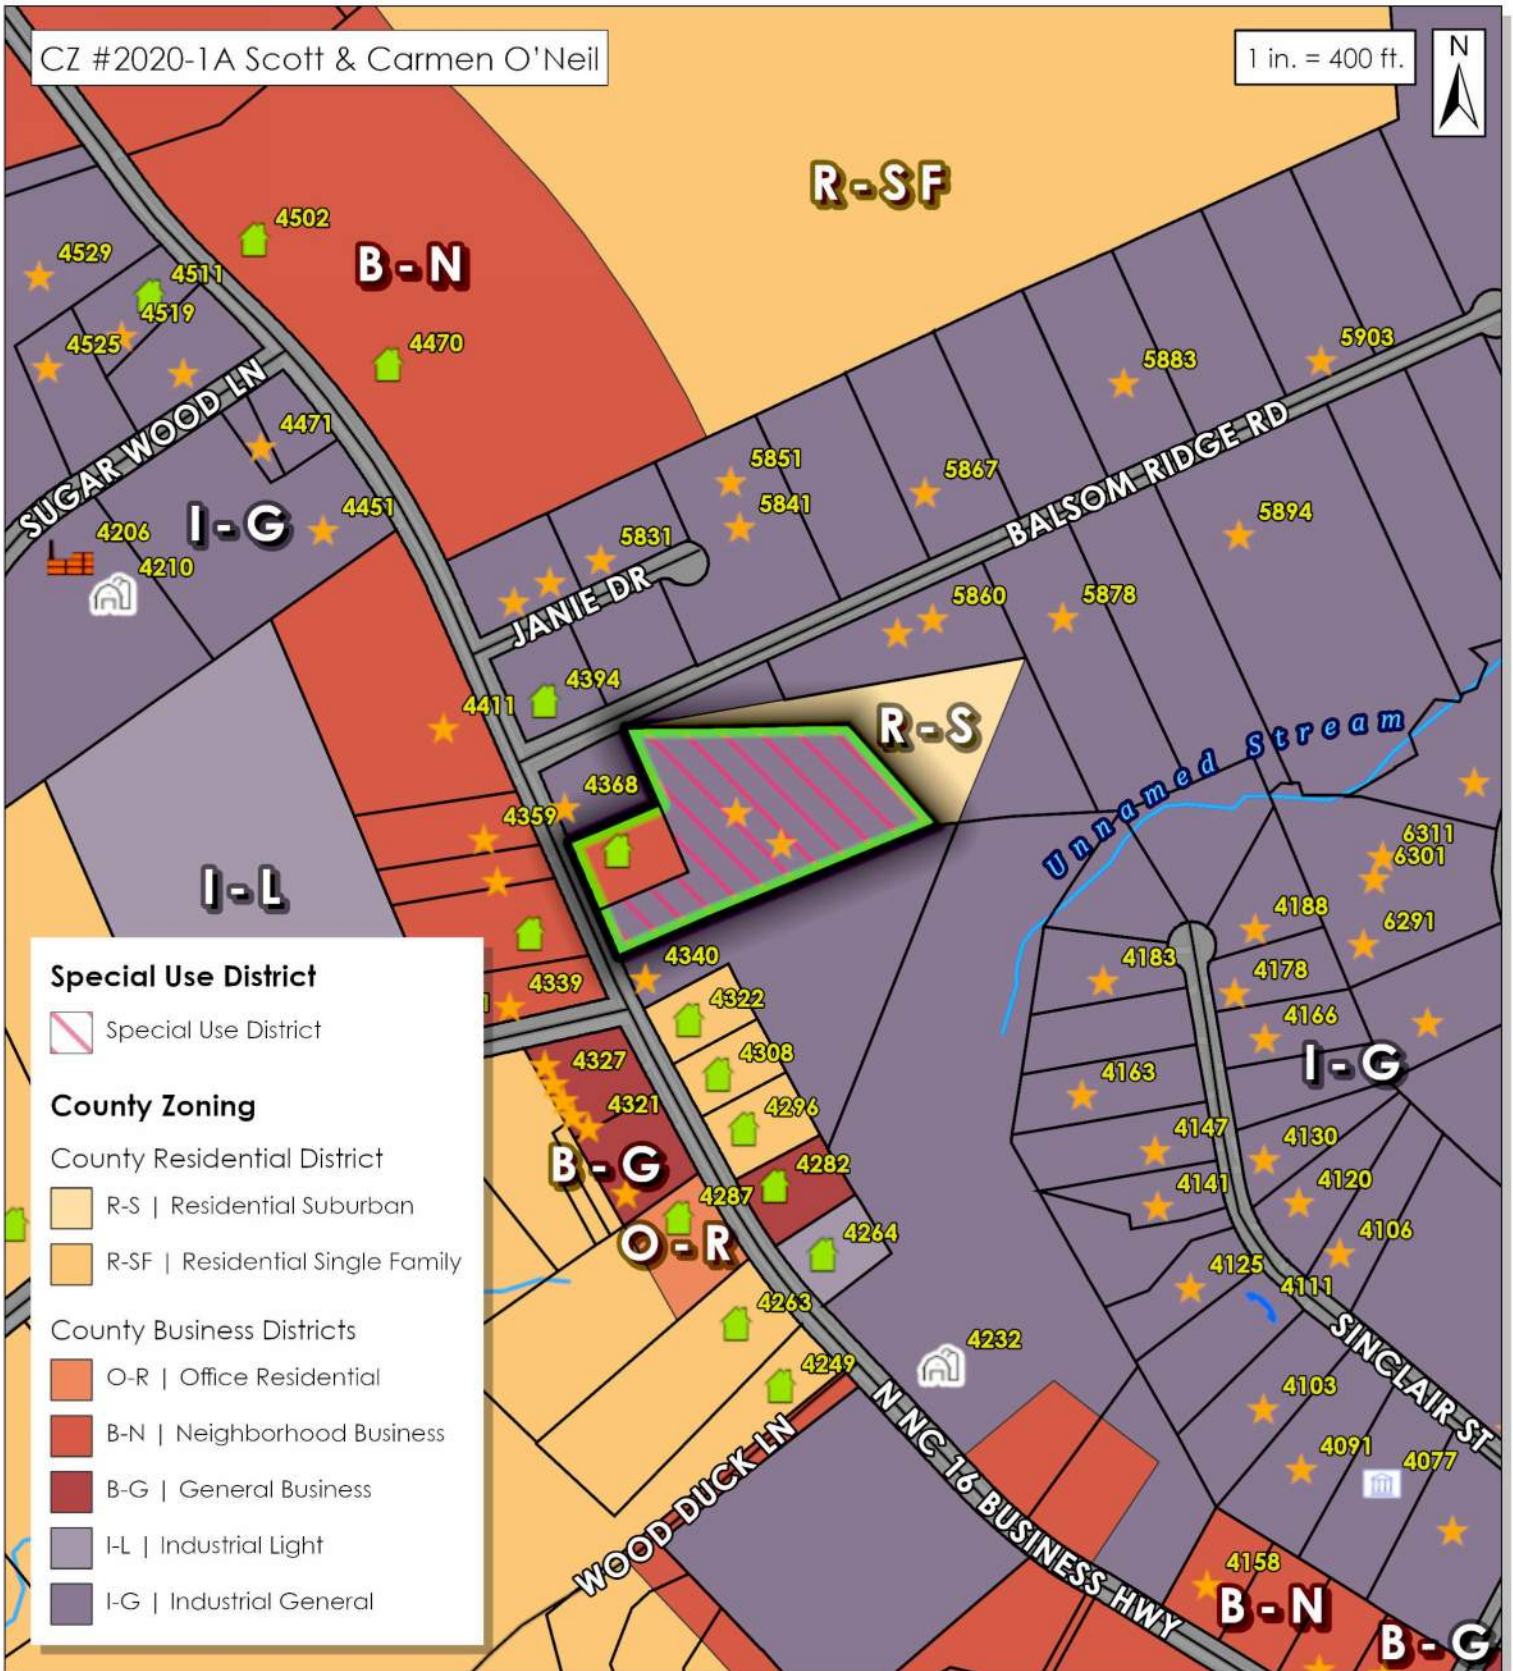 CZ #2020-1A Scott & Carmen O'Neil
1 in. = 400 ft.
N
R-SF
4502
B-N
4529
4511
4519
4525
4470
5903
5883
SUGAR WOOD LN
4471
BALSOM RIDGE RD
5851
5867
5841
4451
I-G
5894
4206
4210
5831
JANIE DR
5860
5878
4394
4411
R-S
Unnamed Stream
4368
4359
6311
6301
I-L
4188
6291
4183
4178
4340
4339
4322
4166
I-G
4308
4327
4163
4321
4296
4147
4130
B-G
4282
4141
4120
4287
O-R
4264
4106
4125
4111
4263
SINCLAIR ST
4232
4249
4103
N NC 16 BUSINESS HWY
WOOD DUCK LN
4091
4077
4158
B-N
B-G
Special Use District
Special Use District
County Zoning
County Residential District
R-S | Residential Suburban
R-SF | Residential Single Family
County Business Districts
O-R | Office Residential
B-N | Neighborhood Business
B-G | General Business
I-L | Industrial Light
I-G | Industrial General